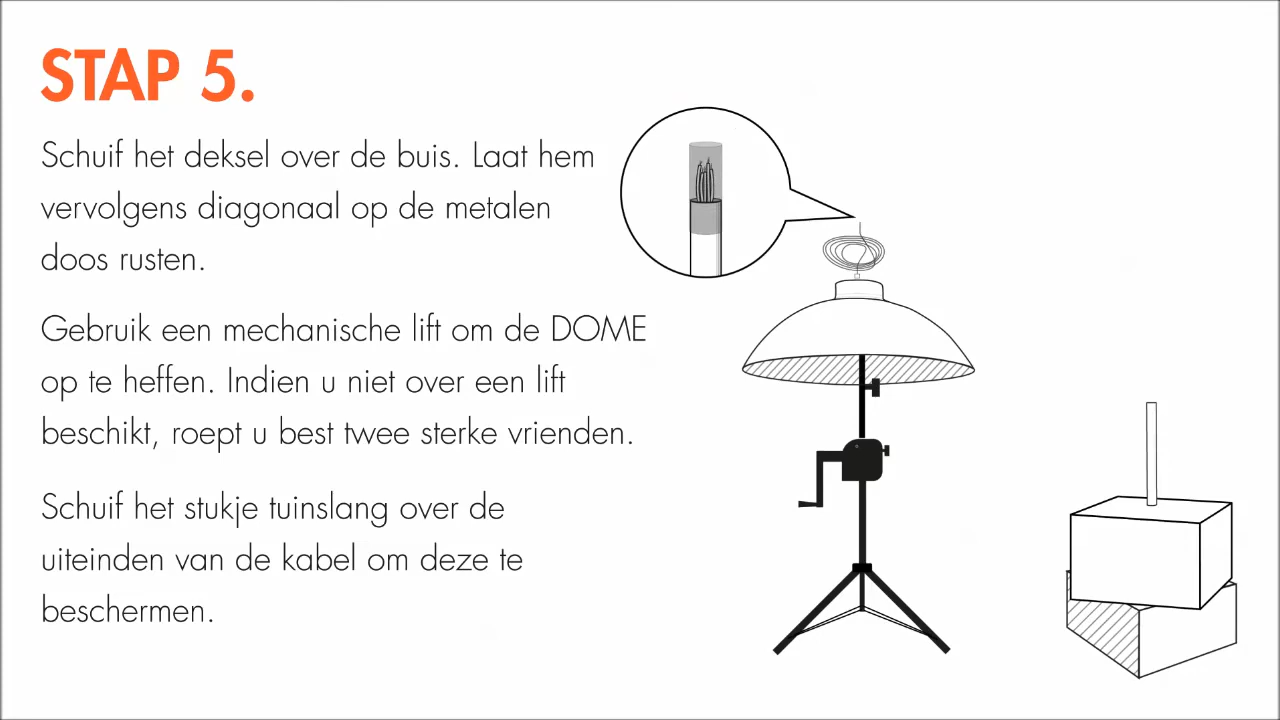 STAP 5.
Schuif het deksel over de buis. Laat hem
vervolgens diagonaal op de metalen
doos rusten.
Gebruik een mechanische lift om de DOME
op te heffen. Indien u niet over een lift
beschikt, roept u best twee sterke vrienden.
Schuif het stukje tuinslang over de
uiteinden van de kabel om deze te
beschermen.